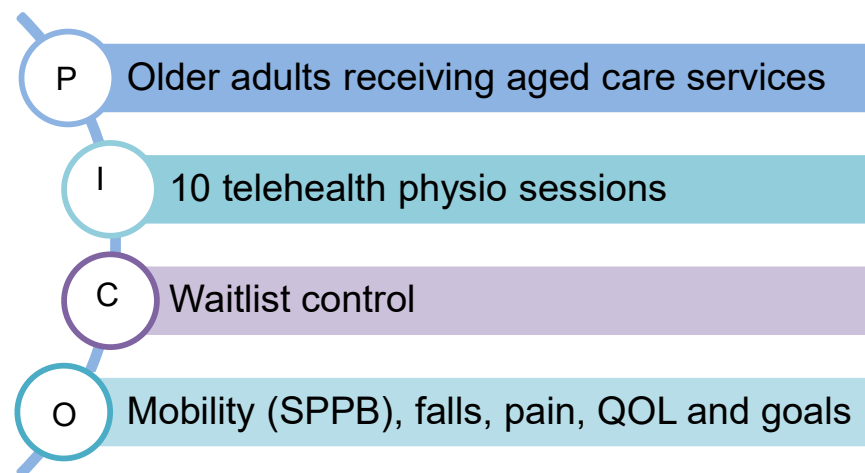 P Older adults receiving aged care services
I 10 telehealth physio sessions
C Waitlist control
O Mobility (SPPB), falls, pain, QOL and goals